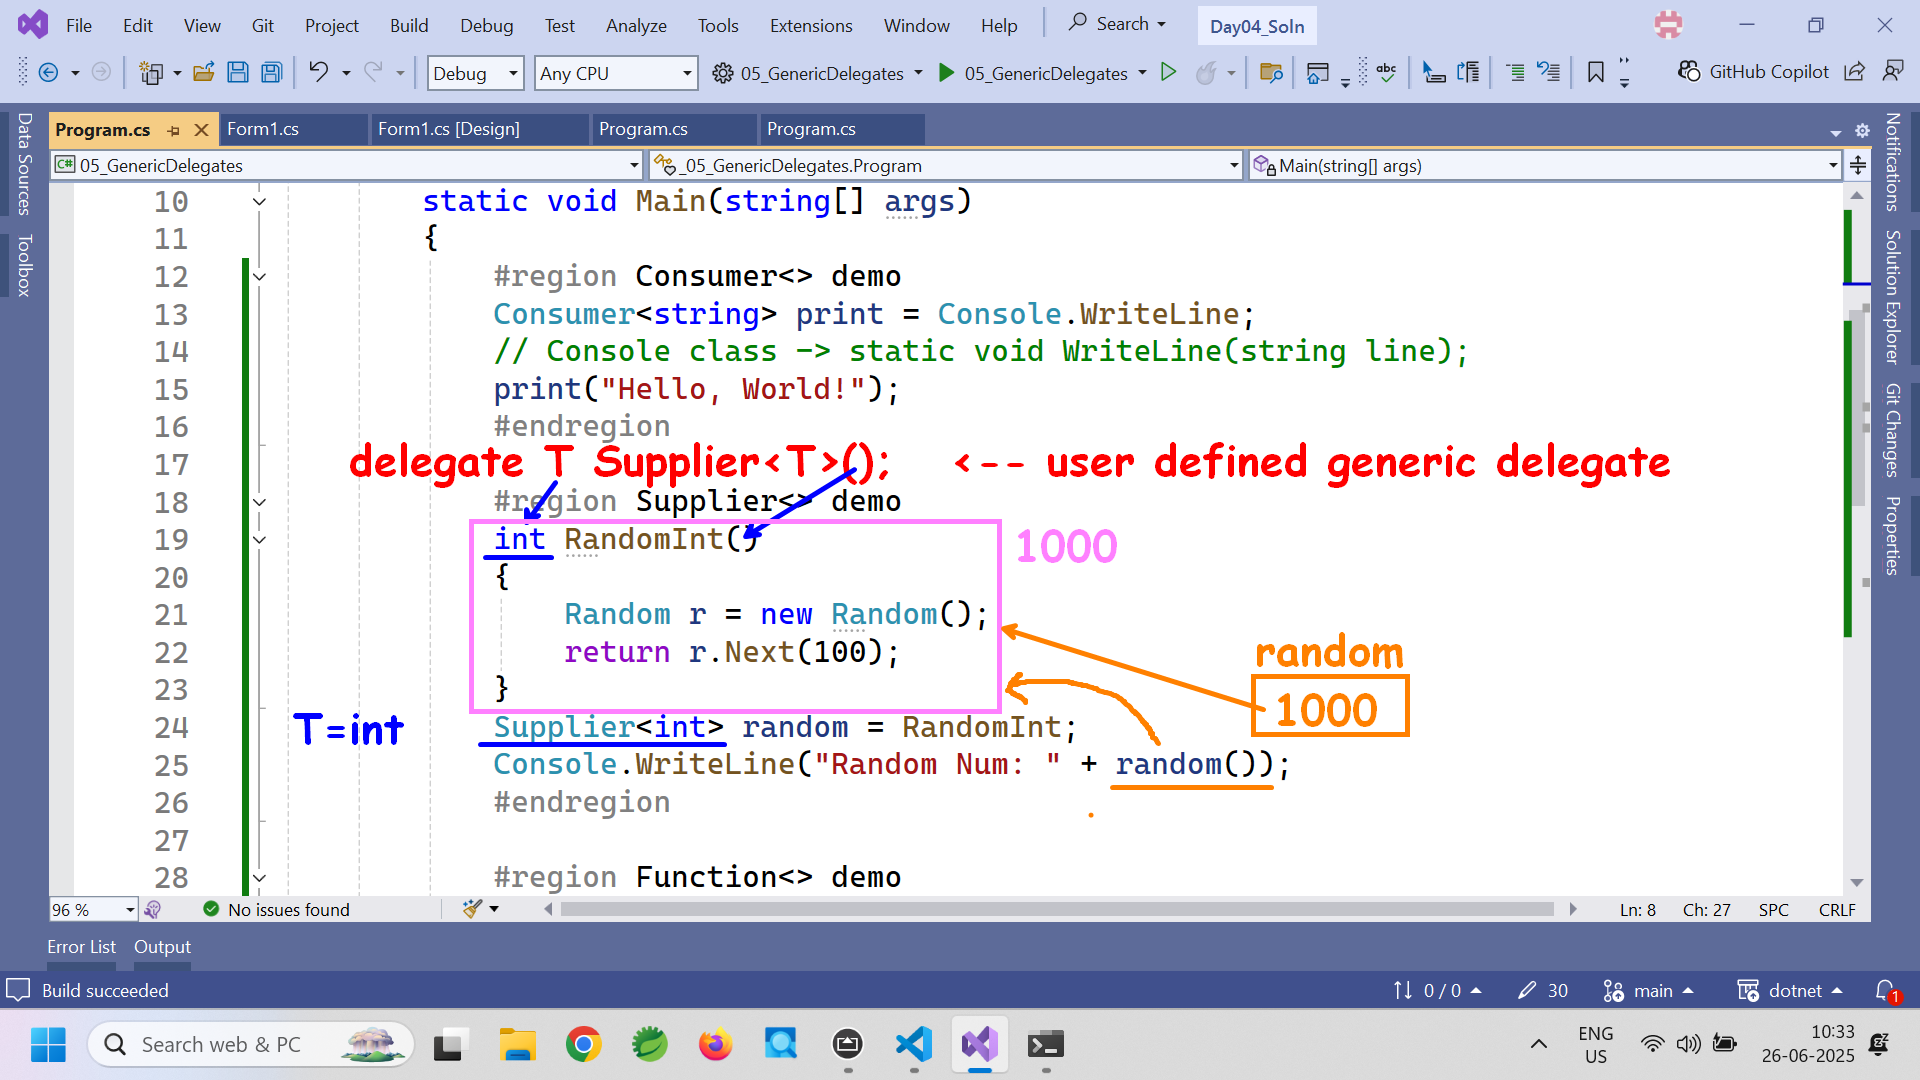 File Edit View Git Project Build Debug Test Analyze Tools Extensions Window Help Search Day04_Soln
Debug Any CPU 05_GenericDelegates 05_GenericDelegates abc GitHub Copilot
Program.cs Form1.cs Form1.cs [Design] Program.cs Program.cs
C# 05_GenericDelegates _05_GenericDelegates.Program Main(string[] args)
Data Sources
Toolbox
Notifications
Solution Explorer
Git Changes
Properties
10 static void Main(string[] args)
11 {
12 #region Consumer<> demo
13 Consumer<string> print = Console.WriteLine;
14 // Console class -> static void WriteLine(string line);
15 print("Hello, World!");
16 #endregion
17 delegate T Supplier<T>(); <-- user defined generic delegate
18 #region Supplier<> demo
19 int RandomInt() 1000
20 {
21 Random r = new Random();
22 return r.Next(100); random
23 } 1000
24 T=int Supplier<int> random = RandomInt;
25 Console.WriteLine("Random Num: " + random());
26 #endregion
27
28 #region Function<> demo
96 % No issues found Ln: 8 Ch: 27 SPC CRLF
Error List Output
Build succeeded 0 / 0 30 main dotnet 1
Search web & PC ENG 10:33
US 26-06-2025